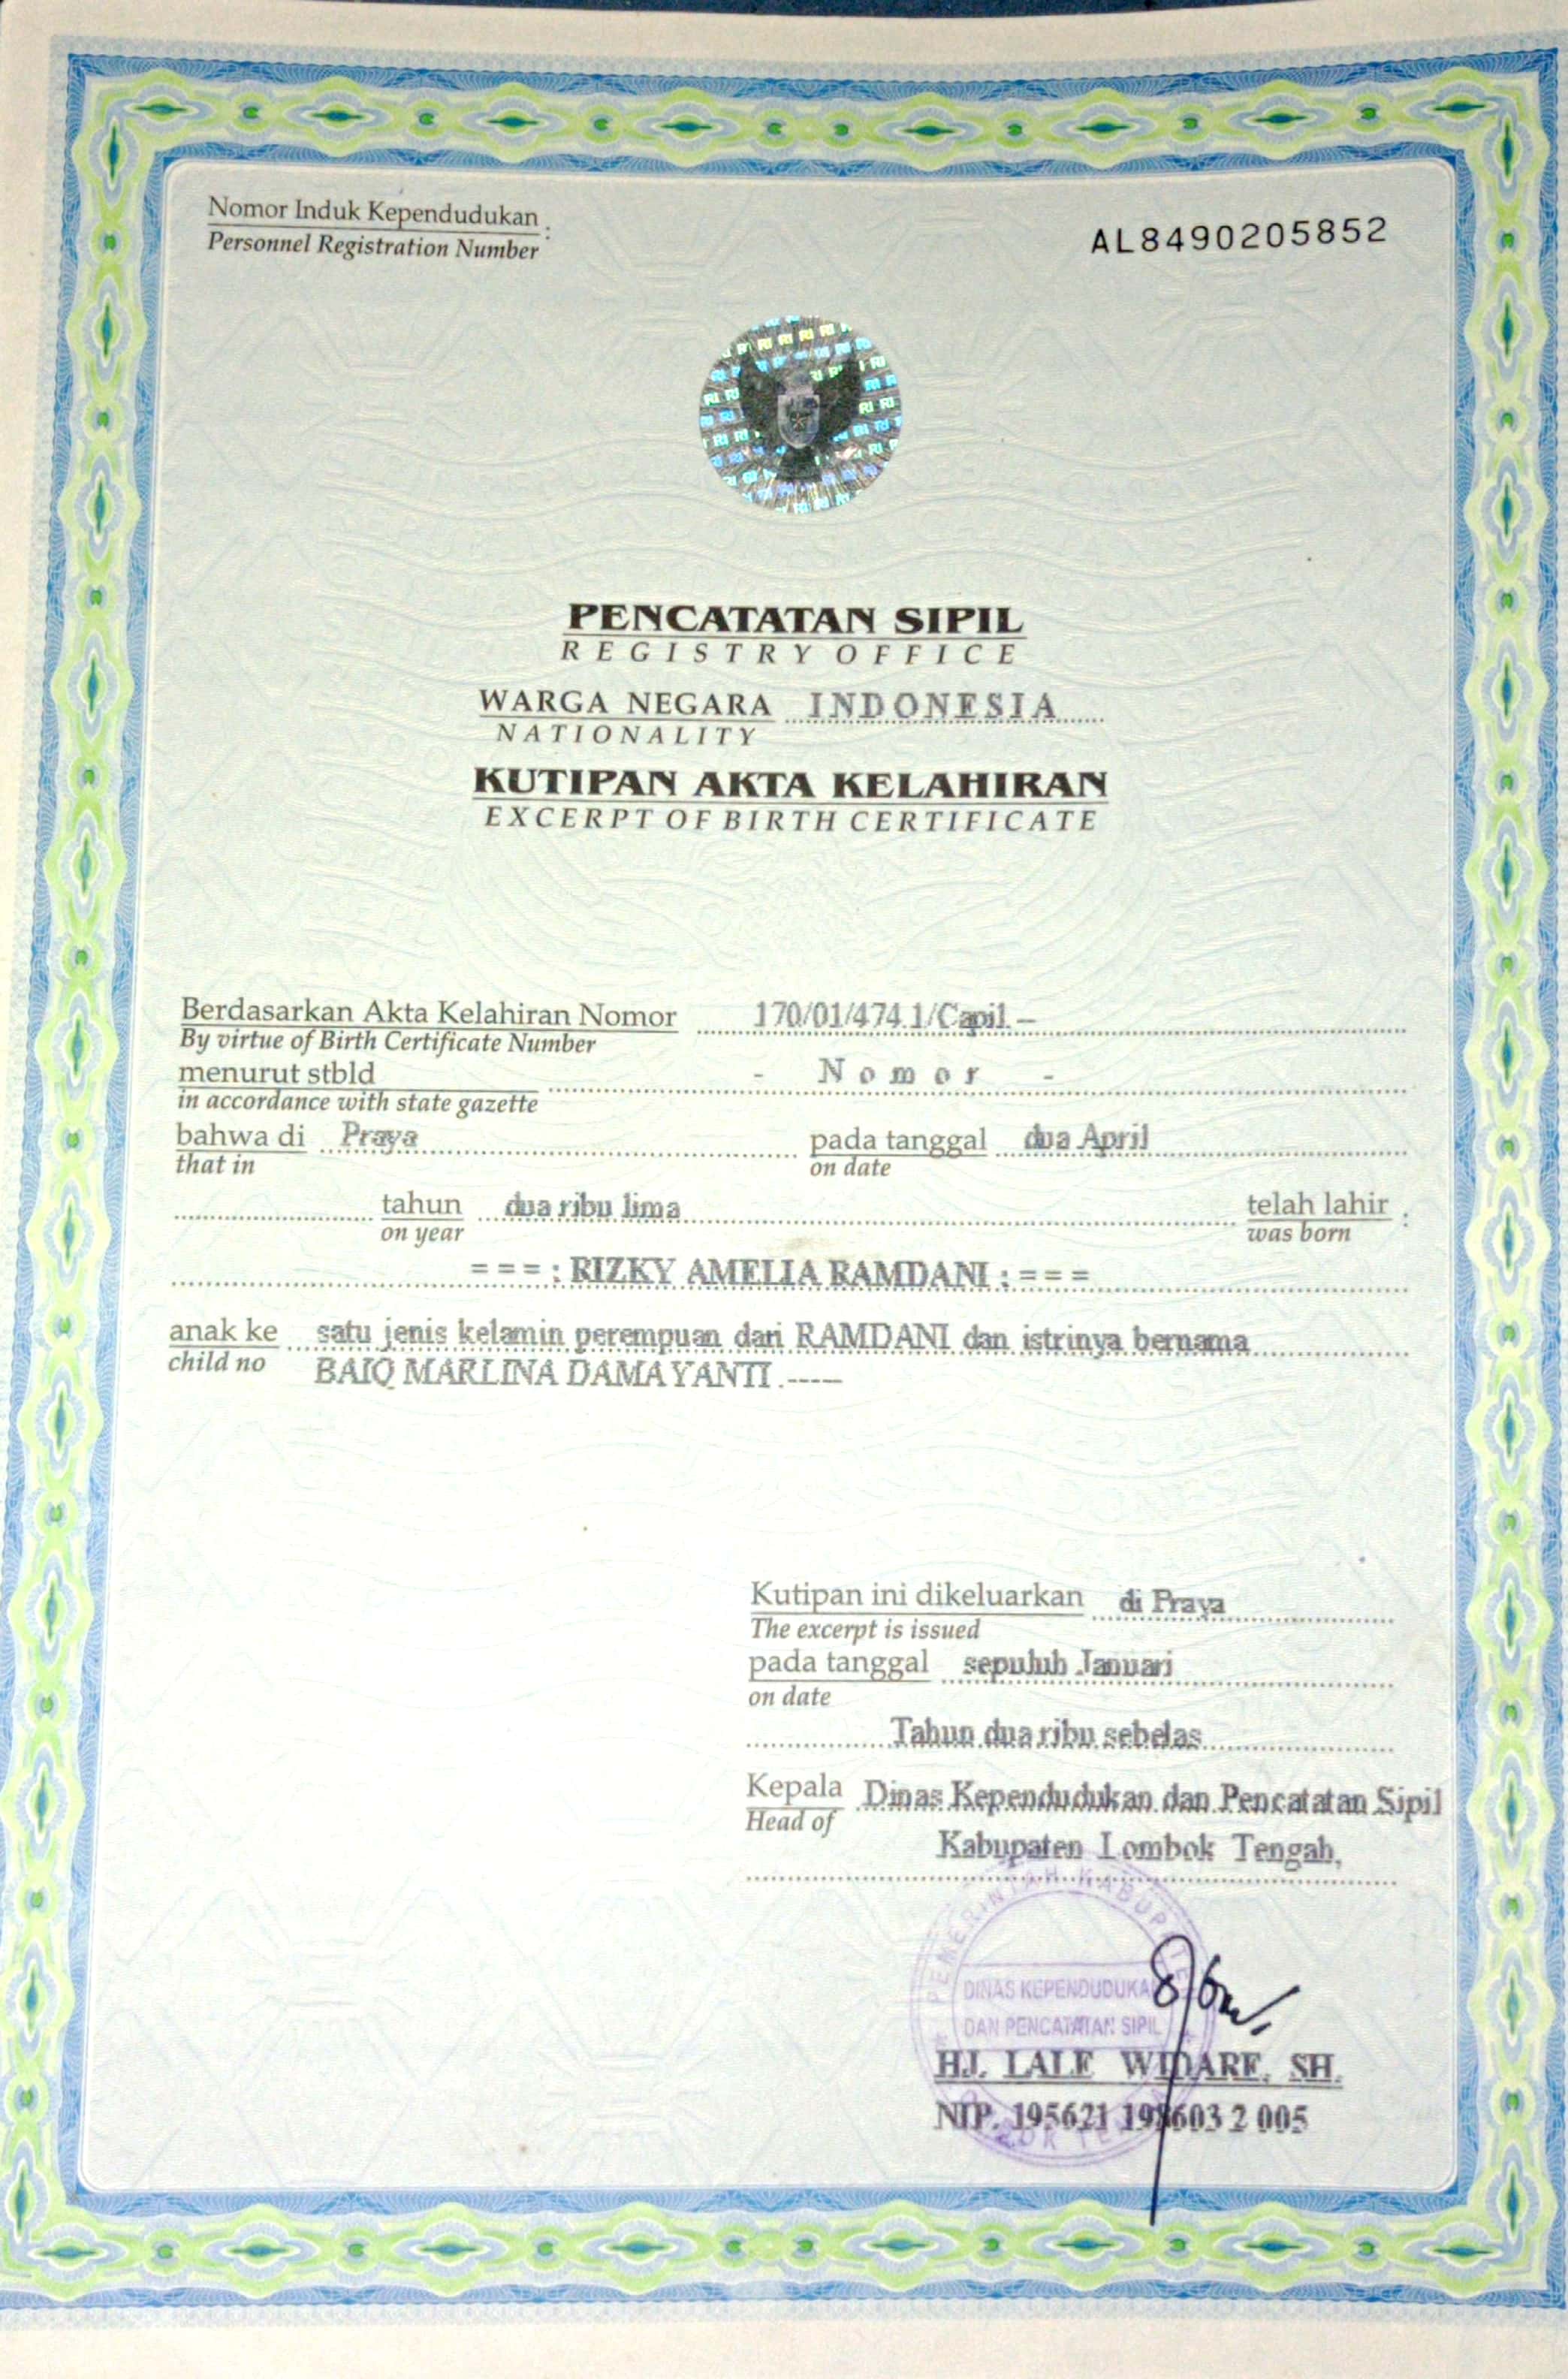 Nomor Induk Kependudukan :
Personnel Registration Number
AL8490205852
PENCATATAN SIPIL
REGISTRY OFFICE
WARGA NEGARA INDONESIA
NATIONALITY
KUTIPAN AKTA KELAHIRAN
EXCERPT OF BIRTH CERTIFICATE
Berdasarkan Akta Kelahiran Nomor 170/01/474.1/Capil.–
By virtue of Birth Certificate Number
menurut stbld - Nomor -
in accordance with state gazette
bahwa di Praya pada tanggal dua April
that in on date
tahun dua ribu lima telah lahir :
on year was born
= = = : RIZKY AMELIA RAMDANI : = = =
anak ke satu jenis kelamin perempuan dari RAMDANI dan istrinya bernama
child no BAIQ MARLINA DAMAYANTI.-----
Kutipan ini dikeluarkan di Praya
The excerpt is issued
pada tanggal sepuluh Januari
on date
Tahun dua ribu sebelas
Kepala Dinas Kependudukan dan Pencatatan Sipil
Head of
Kabupaten Lombok Tengah,
PEMERINTAH KABUPATEN
DINAS KEPENDUDUKAN
DAN PENCATATAN SIPIL
HJ. LALE WIDARE, SH.
NIP. 195621 198603 2 005